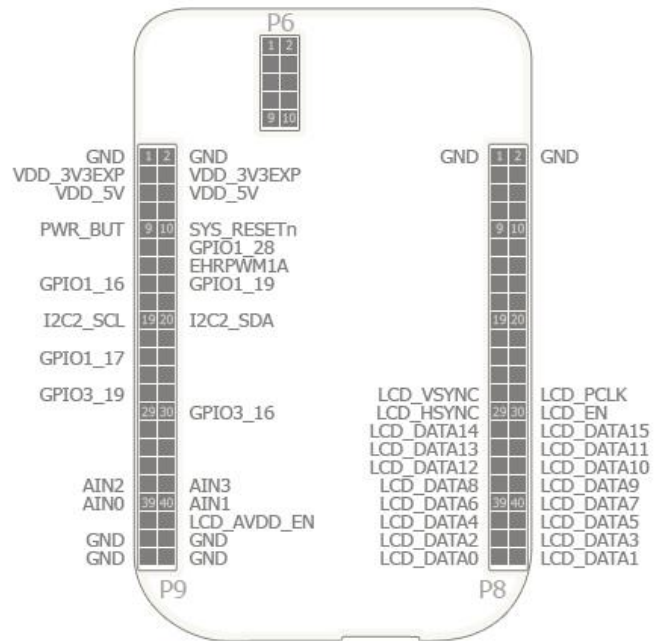 P6
1 2
9 10
GND 1 2 GND
VDD_3V3EXP VDD_3V3EXP
VDD_5V VDD_5V
PWR_BUT 9 10 SYS_RESETn
GPIO1_28
EHRPWM1A
GPIO1_16 GPIO1_19
I2C2_SCL 19 20 I2C2_SDA
GPIO1_17
GPIO3_19
29 30 GPIO3_16
AIN2 AIN3
AIN0 39 40 AIN1
LCD_AVDD_EN
GND GND
GND GND
P9
GND 1 2 GND
9 10
19 20
LCD_VSYNC LCD_PCLK
LCD_HSYNC 29 30 LCD_EN
LCD_DATA14 LCD_DATA15
LCD_DATA13 LCD_DATA11
LCD_DATA12 LCD_DATA10
LCD_DATA8 LCD_DATA9
LCD_DATA6 39 40 LCD_DATA7
LCD_DATA4 LCD_DATA5
LCD_DATA2 LCD_DATA3
LCD_DATA0 LCD_DATA1
P8